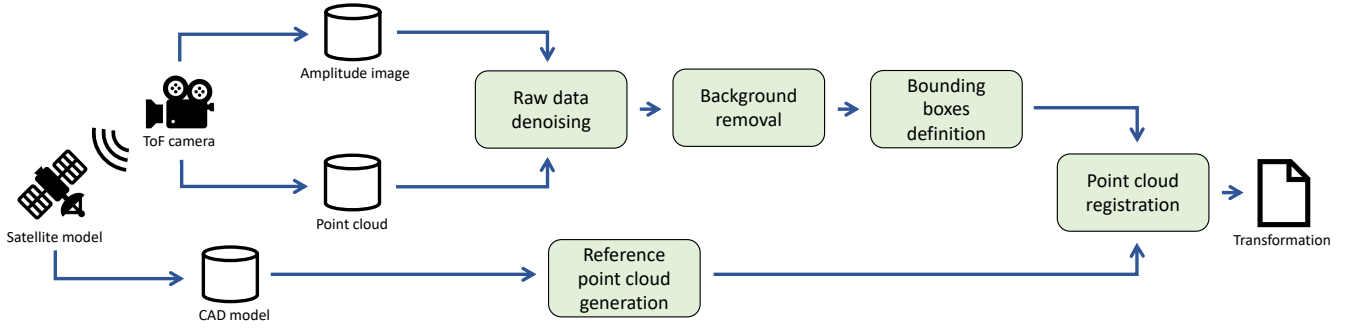 Amplitude image
ToF camera
Raw data
denoising
Background
removal
Bounding
boxes
definition
Satellite model
Point cloud
Point cloud
registration
Transformation
CAD model
Reference
point cloud
generation